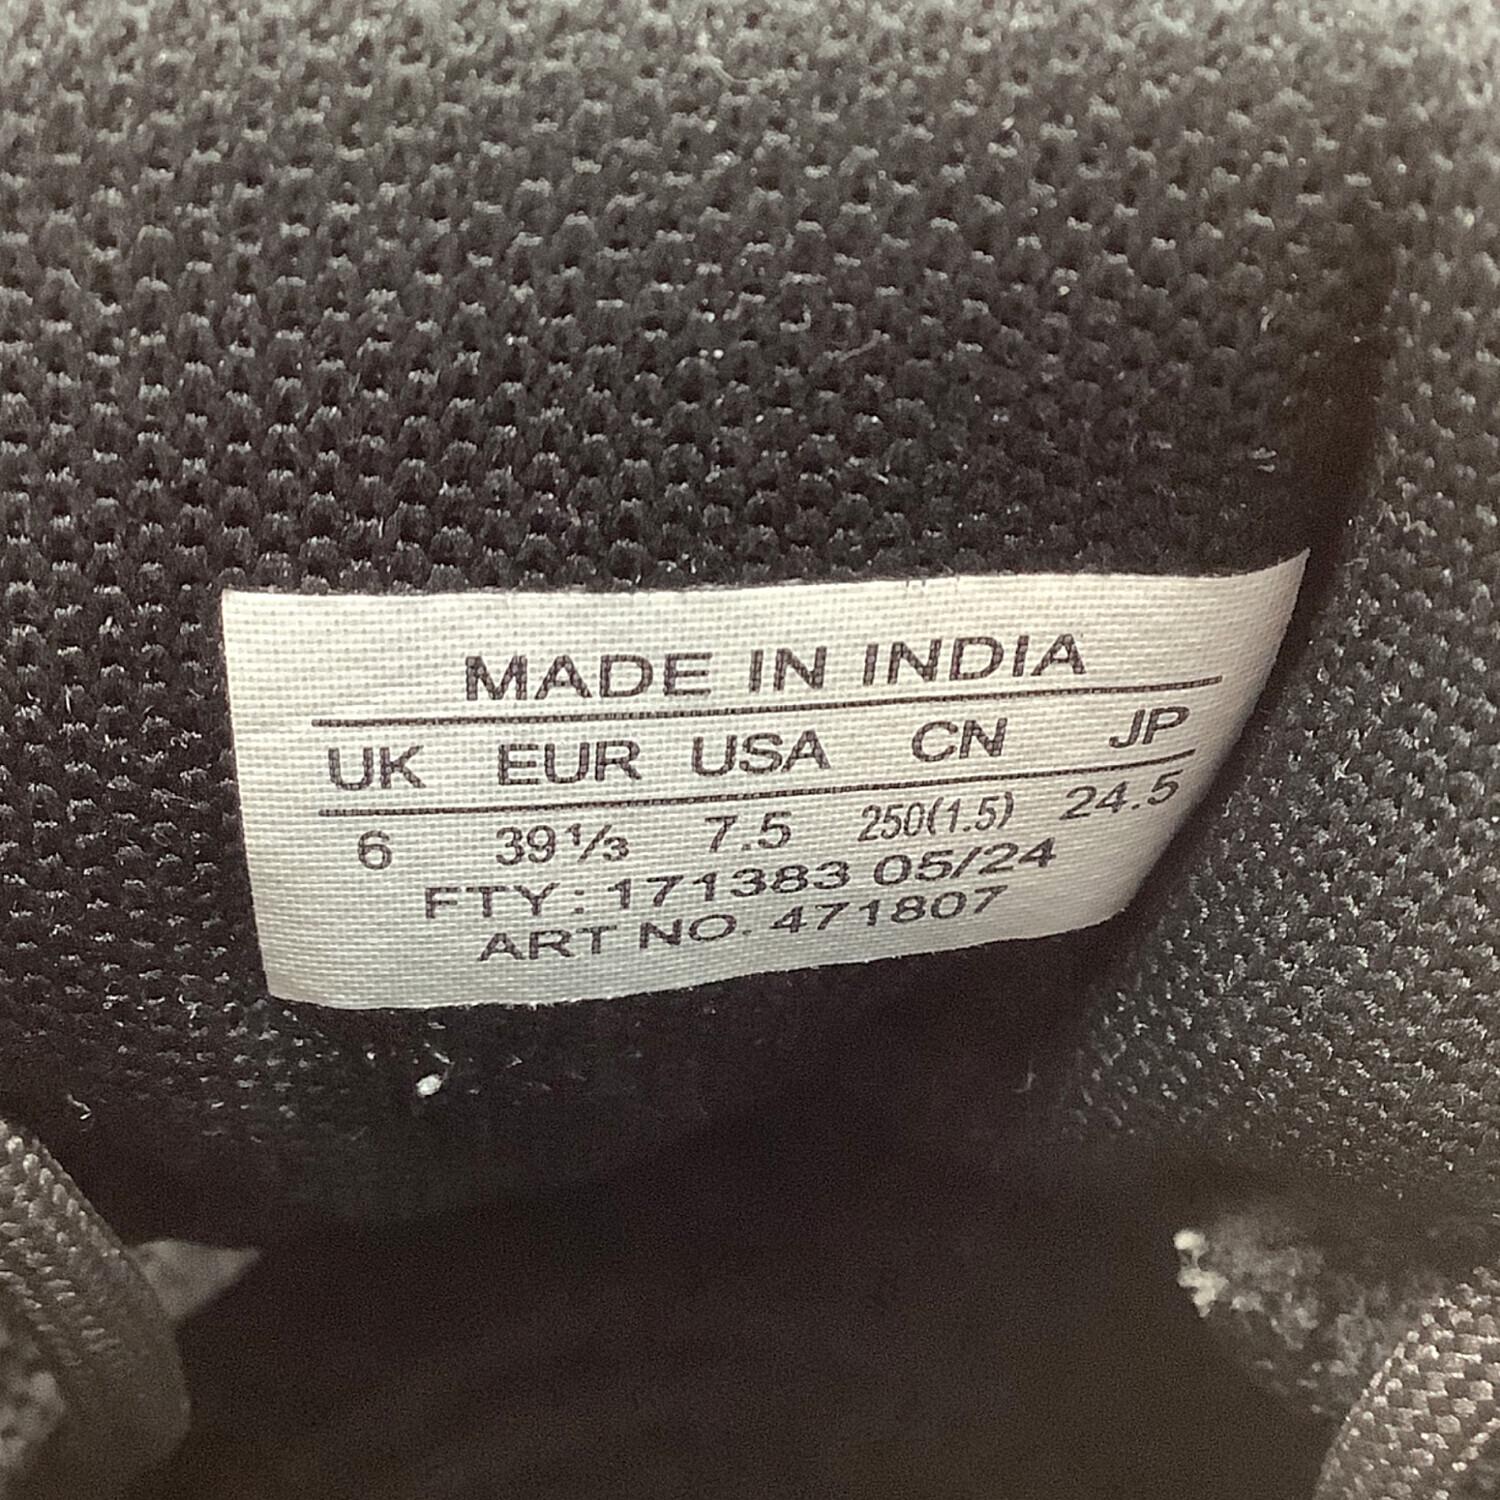 MADE IN INDIA
UK EUR USA CN JP
6 39⅓ 7.5 250(1.5) 24.5
FTY: 171383 05/24
ART NO. 471807